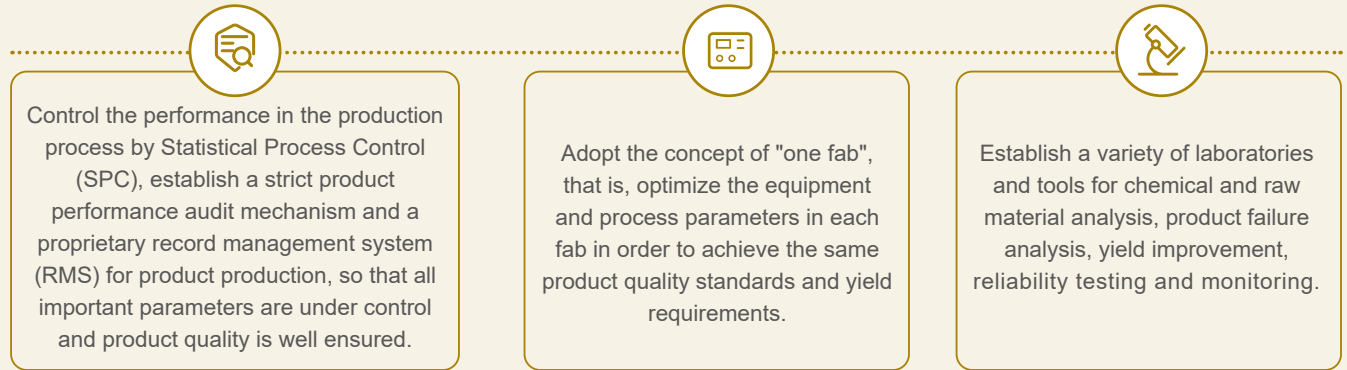 Control the performance in the production
process by Statistical Process Control
(SPC), establish a strict product
performance audit mechanism and a
proprietary record management system
(RMS) for product production, so that all
important parameters are under control
and product quality is well ensured.
Adopt the concept of "one fab",
that is, optimize the equipment
and process parameters in each
fab in order to achieve the same
product quality standards and yield
requirements.
Establish a variety of laboratories
and tools for chemical and raw
material analysis, product failure
analysis, yield improvement,
reliability testing and monitoring.